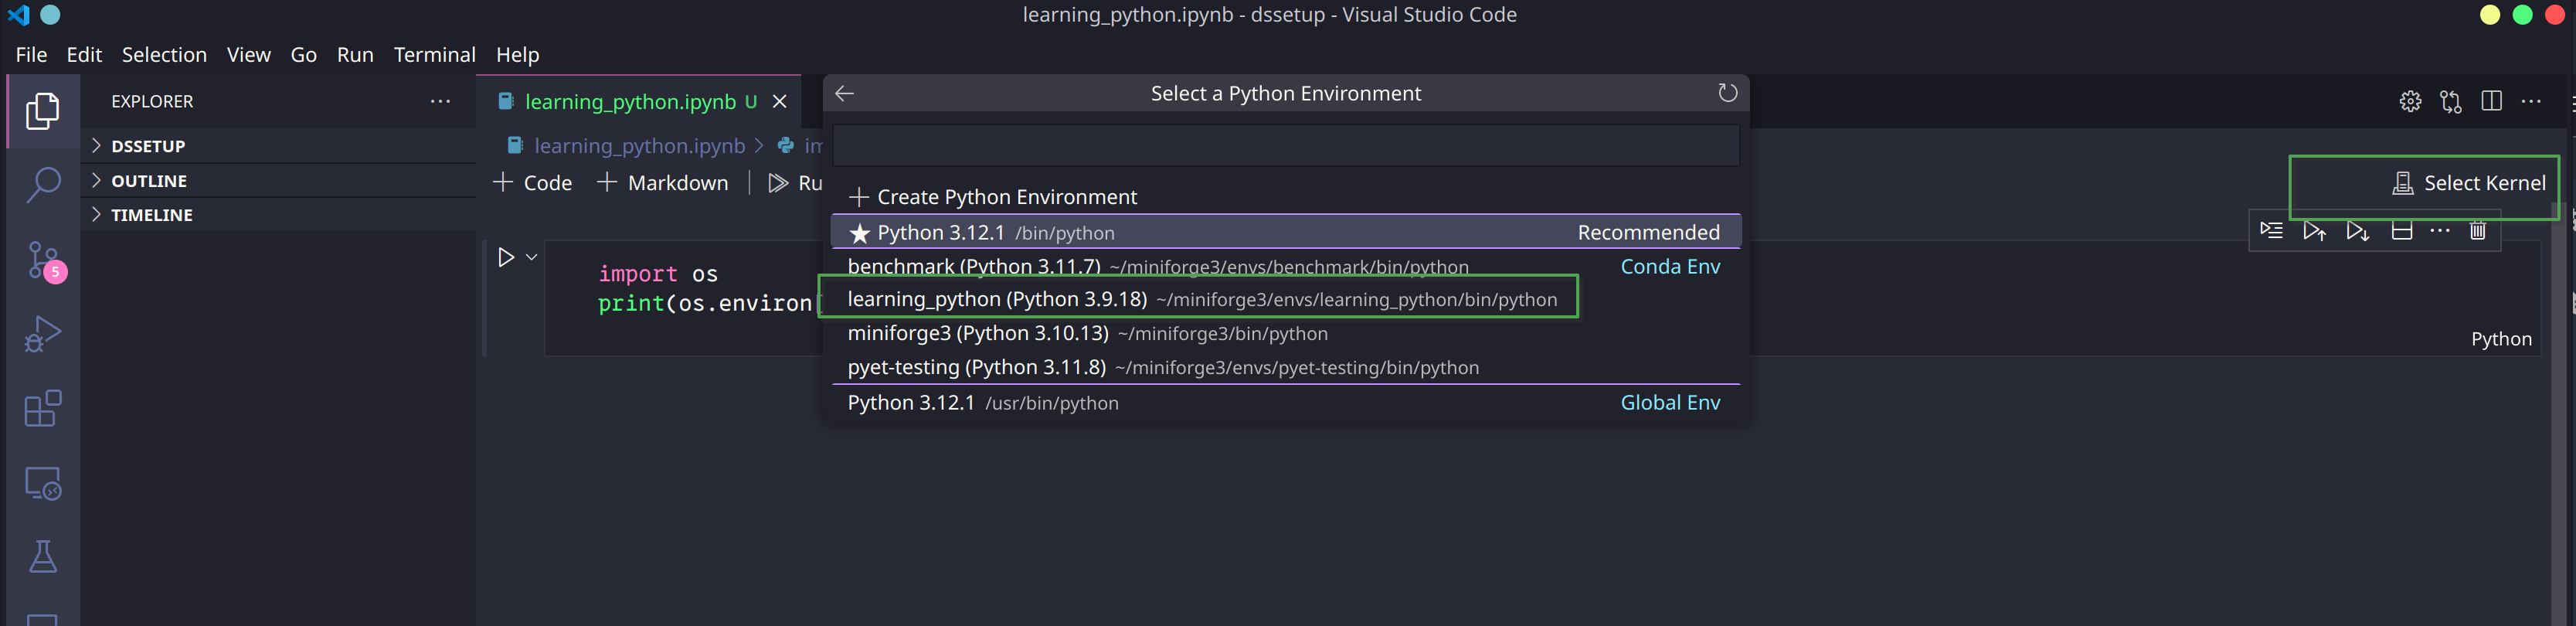 learning_python.ipynb - dssetup - Visual Studio Code
File Edit Selection View Go Run Terminal Help
EXPLORER
learning_python.ipynb U
Select a Python Environment
DSSETUP
learning_python.ipynb > im
OUTLINE
+ Code + Markdown Ru
Select Kernel
Create Python Environment
TIMELINE
Python 3.12.1 /bin/python Recommended
benchmark (Python 3.11.7) ~/miniforge3/envs/benchmark/bin/python Conda Env
import os
5
learning_python (Python 3.9.18) ~/miniforge3/envs/learning_python/bin/python
print(os.environ[
miniforge3 (Python 3.10.13) ~/miniforge3/bin/python
Python
pyet-testing (Python 3.11.8) ~/miniforge3/envs/pyet-testing/bin/python
Python 3.12.1 /usr/bin/python Global Env